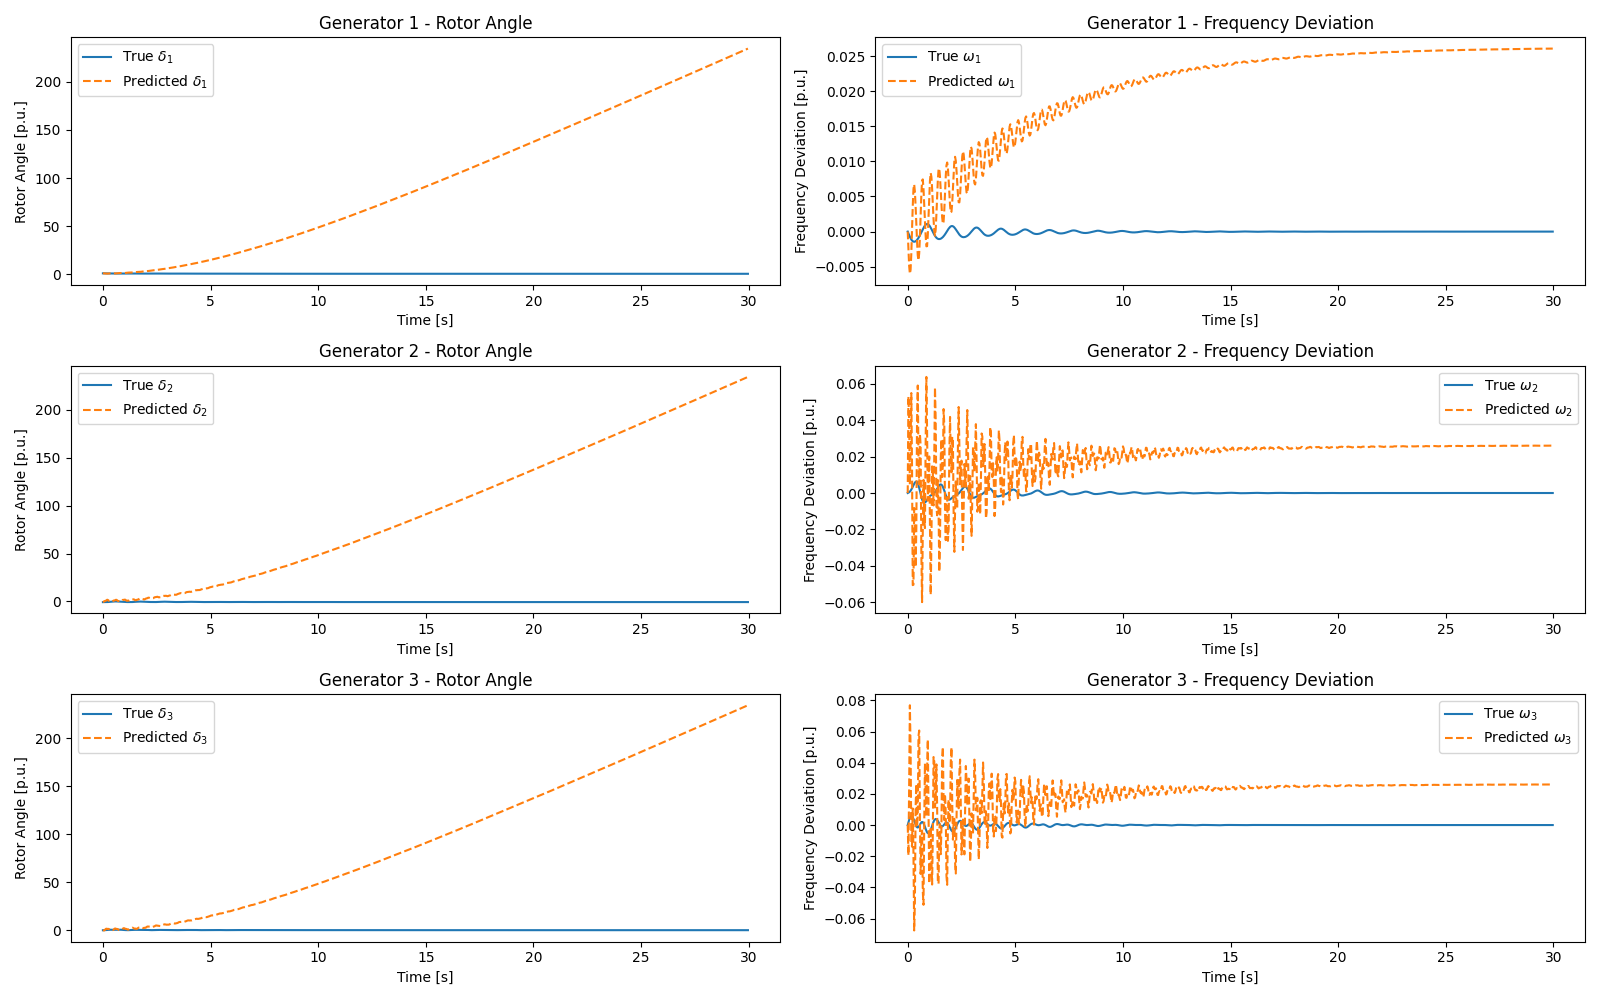 Generator 1 - Rotor Angle
True δ₁
Predicted δ₁
Rotor Angle [p.u.]
200
150
100
50
0
0 5 10 15 20 25 30
Time [s]
Generator 1 - Frequency Deviation
True ω₁
Predicted ω₁
Frequency Deviation [p.u.]
0.025
0.020
0.015
0.010
0.005
0.000
−0.005
0 5 10 15 20 25 30
Time [s]
Generator 2 - Rotor Angle
True δ₂
Predicted δ₂
Rotor Angle [p.u.]
200
150
100
50
0
0 5 10 15 20 25 30
Time [s]
Generator 2 - Frequency Deviation
True ω₂
Predicted ω₂
Frequency Deviation [p.u.]
0.06
0.04
0.02
0.00
−0.02
−0.04
−0.06
0 5 10 15 20 25 30
Time [s]
Generator 3 - Rotor Angle
True δ₃
Predicted δ₃
Rotor Angle [p.u.]
200
150
100
50
0
0 5 10 15 20 25 30
Time [s]
Generator 3 - Frequency Deviation
True ω₃
Predicted ω₃
Frequency Deviation [p.u.]
0.08
0.06
0.04
0.02
0.00
−0.02
−0.04
−0.06
0 5 10 15 20 25 30
Time [s]